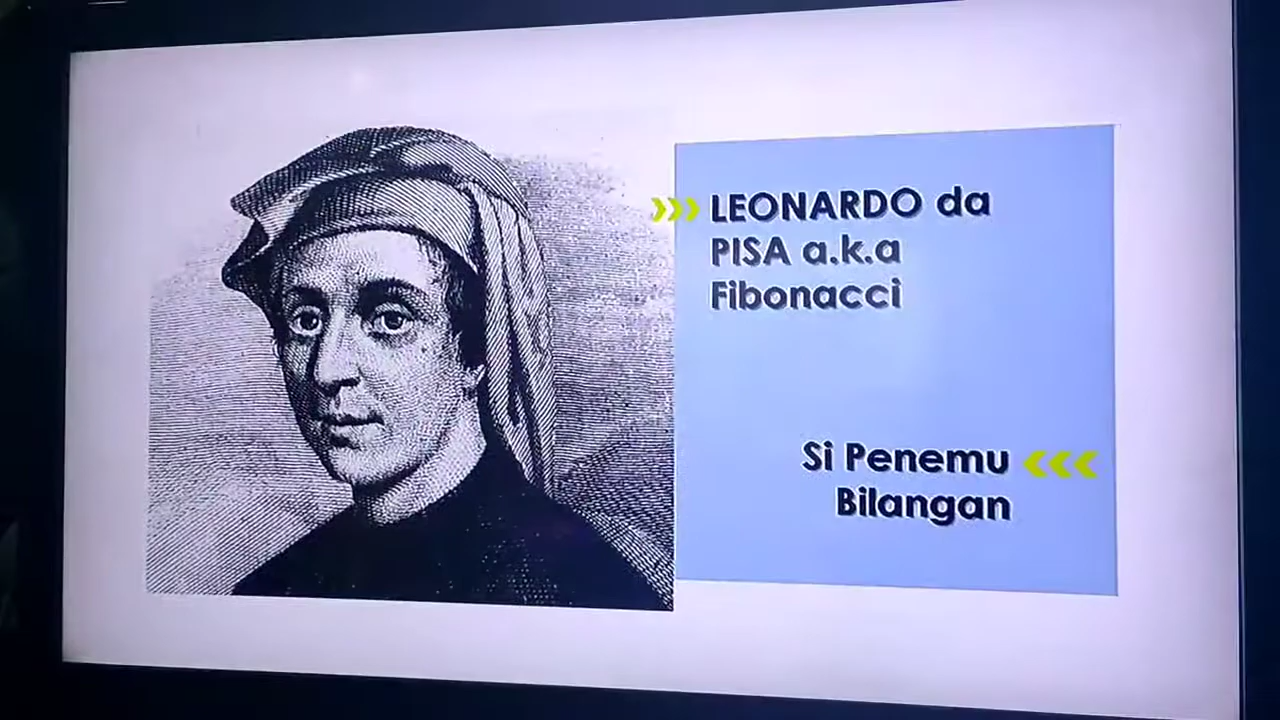 LEONARDO da
PISA a.k.a
Fibonacci
Si Penemu
Bilangan